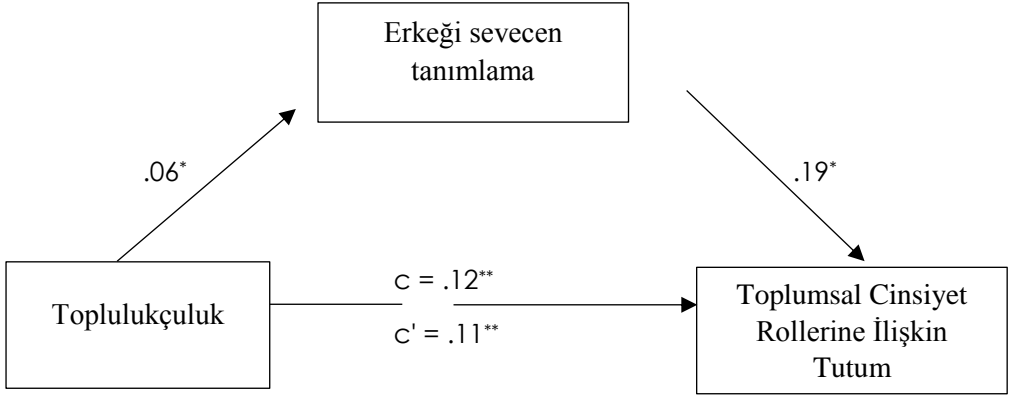 Erkeği sevecen
tanımlama
.06*
.19*
Toplulukçuluk
c = .12**
c' = .11**
Toplumsal Cinsiyet
Rollerine İlişkin
Tutum